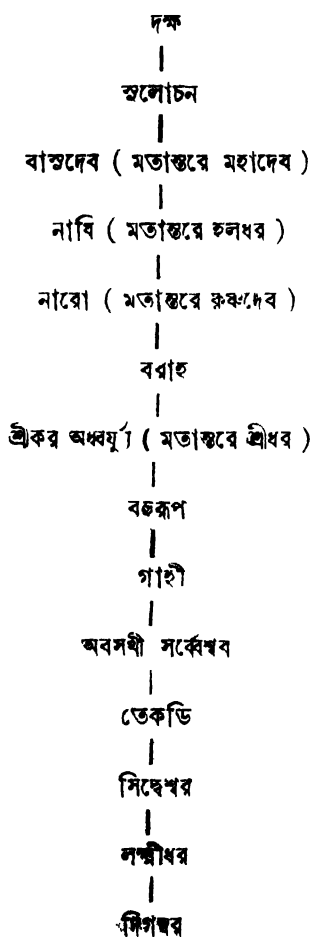 দক্ষ
সুলোচন
বাসুদেব ( মতান্তরে মহাদেব )
নাযি ( মতান্তরে হলধর )
নারো ( মতান্তরে কৃষ্ণদেব )
বরাহ
শ্রীকর অধ্বর্য্যু ( মতান্তরে শ্রীধর )
বহুরূপ
গাহী
অবসথী সর্ব্বেশ্বব
তেকডি
সিদ্ধেশ্বর
লক্ষ্মীধর
দিগম্বর